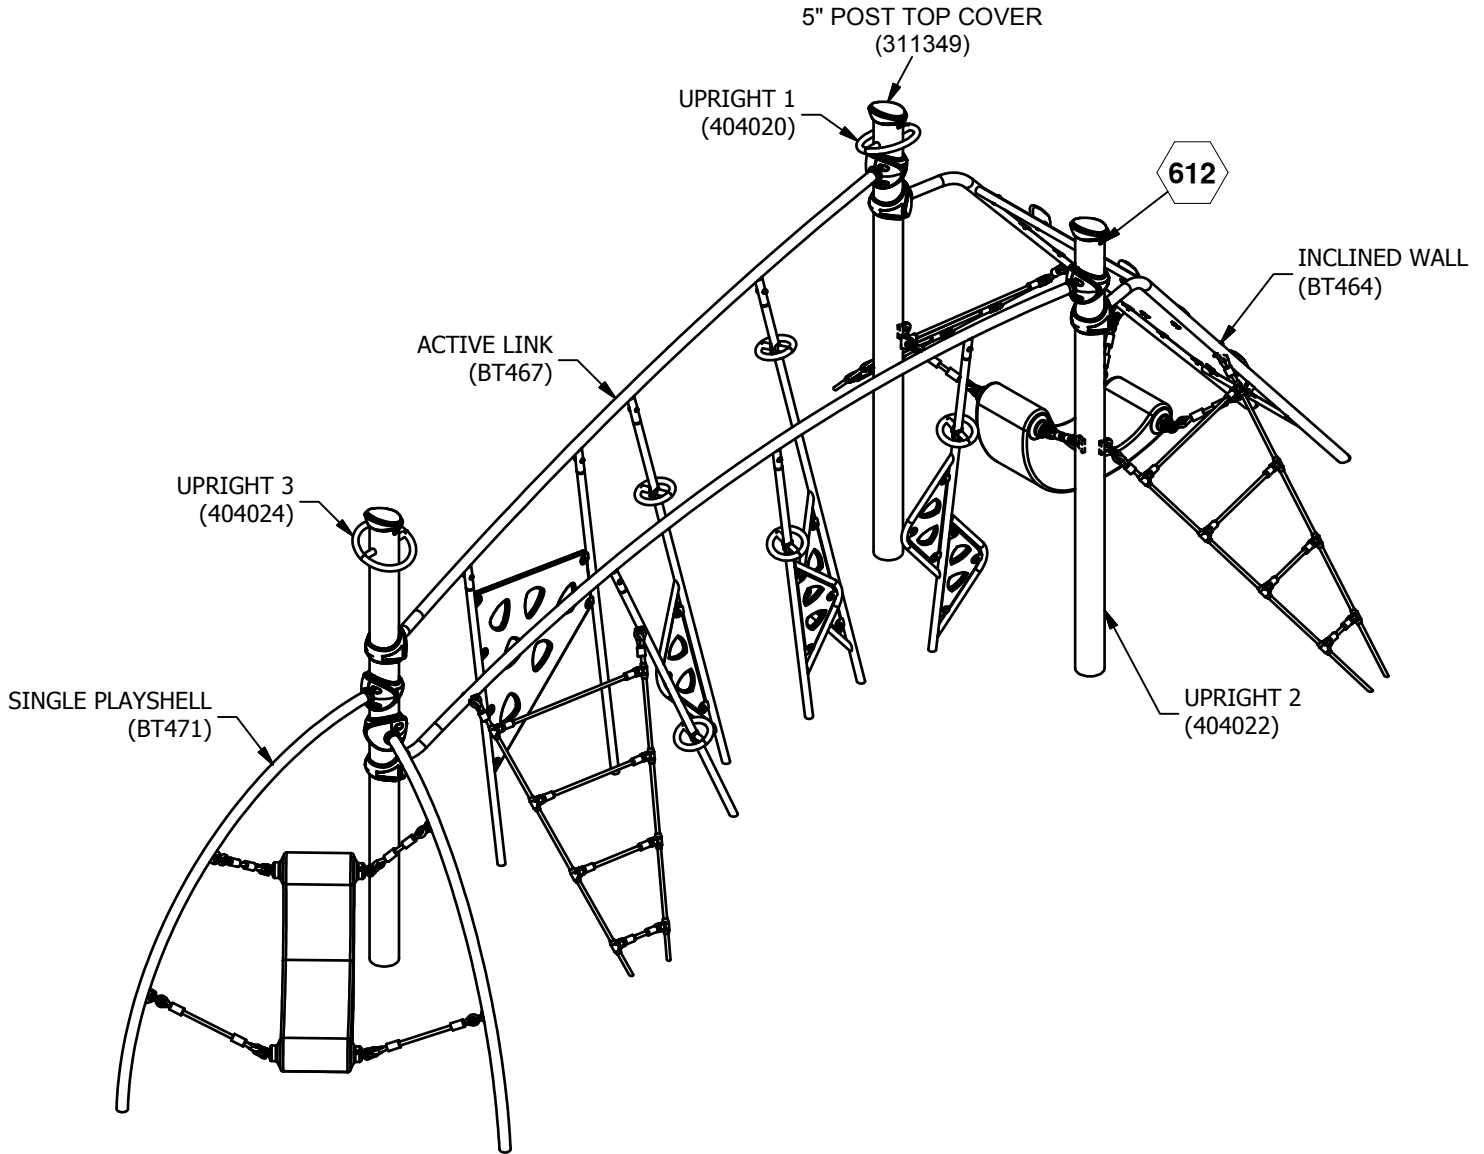 5" POST TOP COVER
(311349)
UPRIGHT 1
(404020)
612
INCLINED WALL
(BT464)
ACTIVE LINK
(BT467)
UPRIGHT 3
(404024)
SINGLE PLAYSHELL
(BT471)
UPRIGHT 2
(404022)